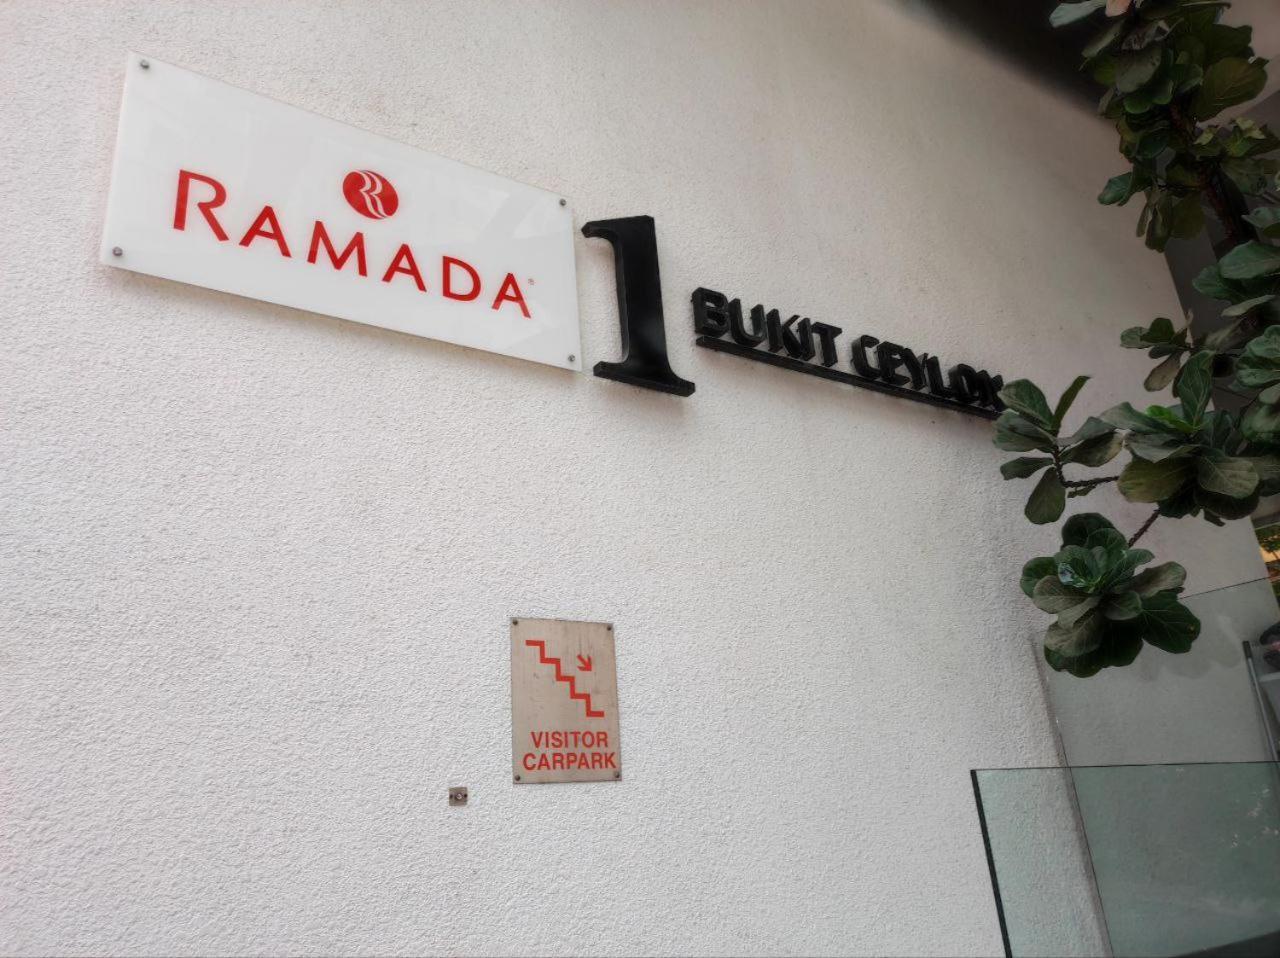 RAMADA®
1 BUKIT CEYLON
VISITOR
CARPARK